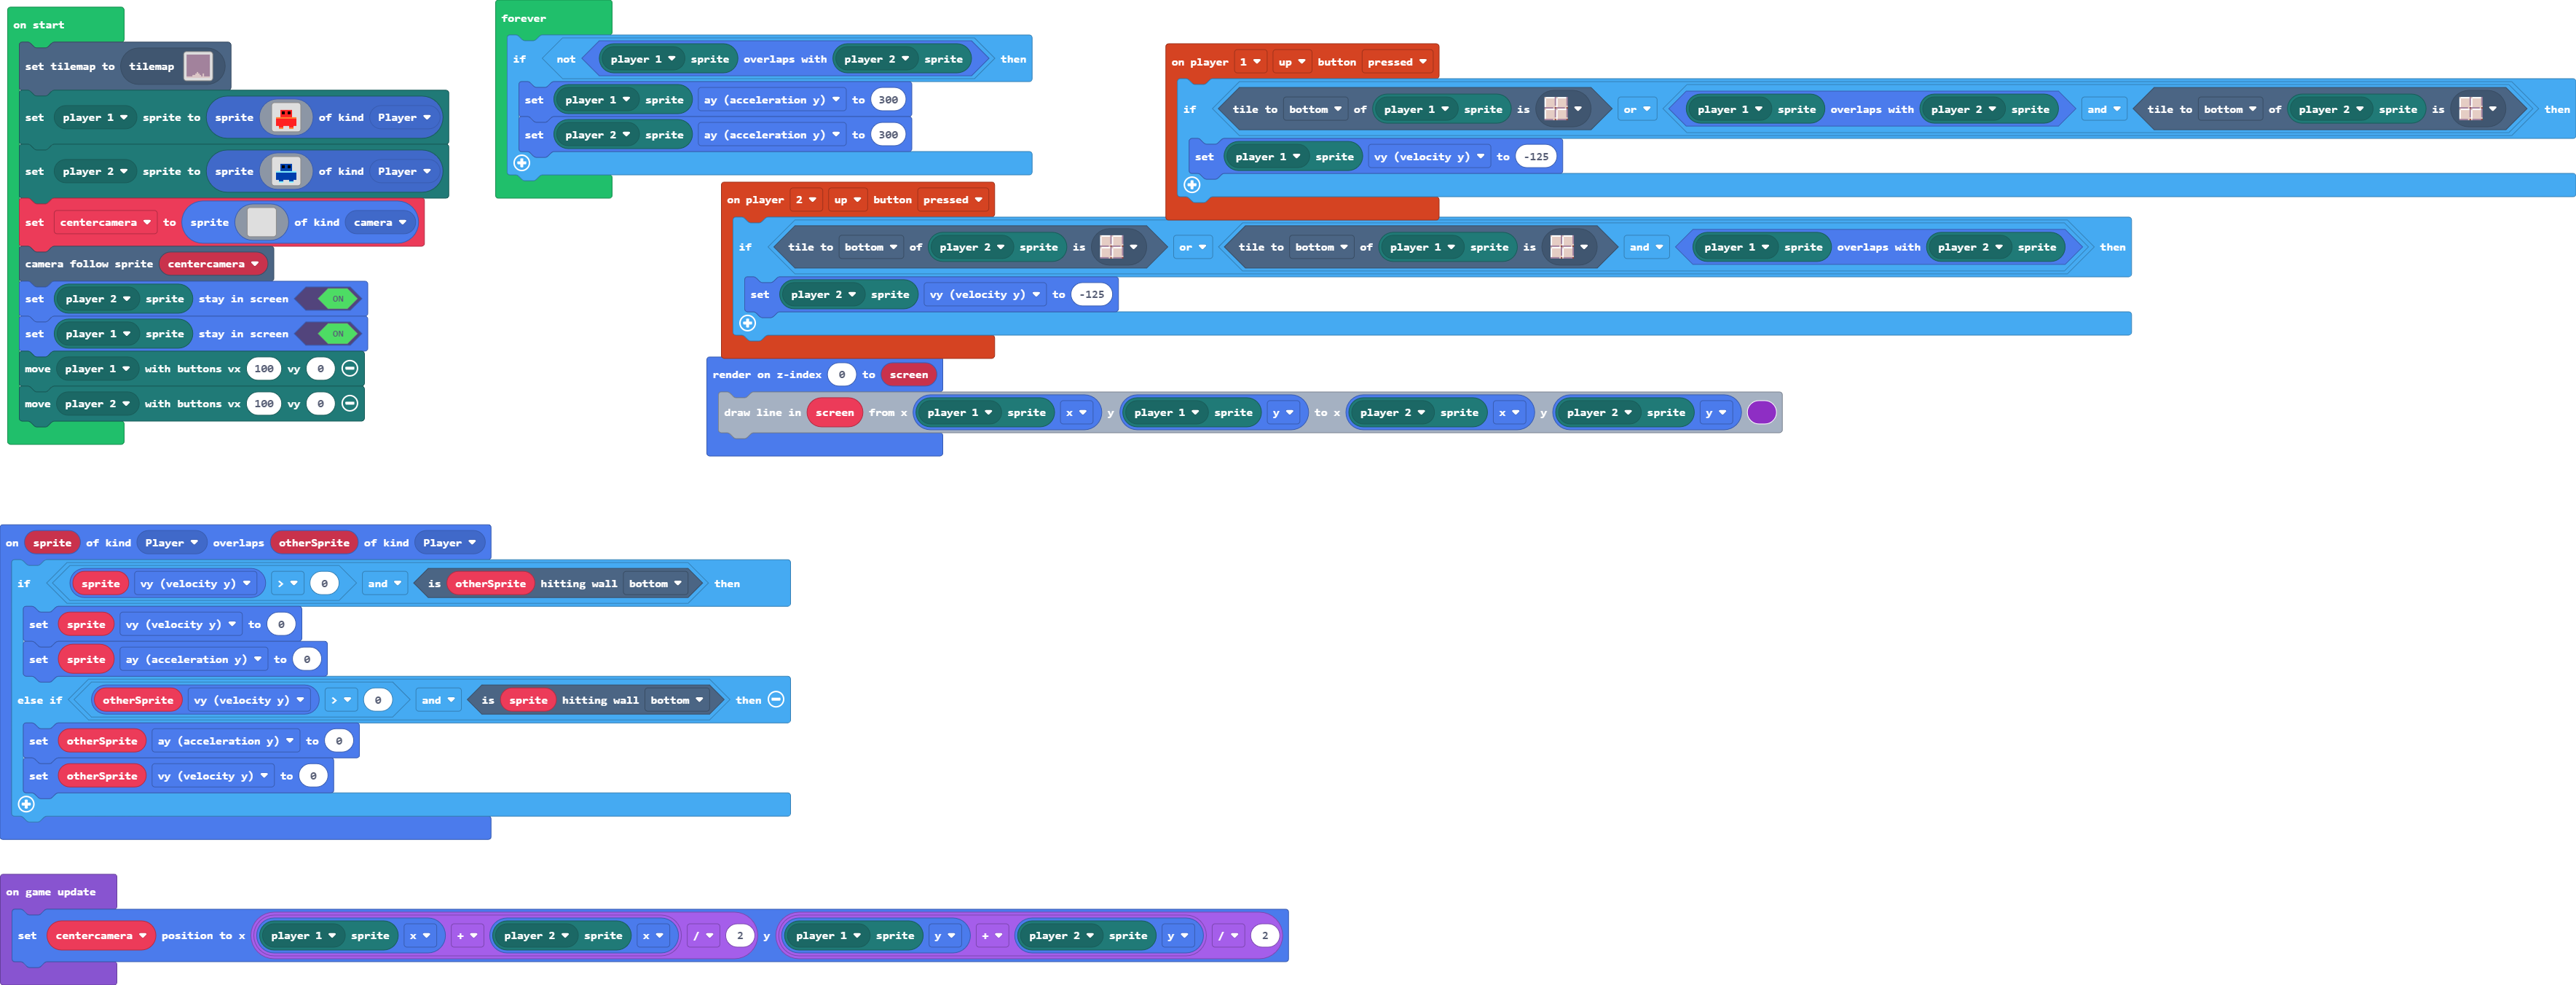 on start
set tilemap to tilemap
set player 1 sprite to sprite of kind Player
set player 2 sprite to sprite of kind Player
set centercamera to sprite of kind camera
camera follow sprite centercamera
set player 2 sprite stay in screen ON
set player 1 sprite stay in screen ON
move player 1 with buttons vx 100 vy 0
move player 2 with buttons vx 100 vy 0
forever
if not player 1 sprite overlaps with player 2 sprite then
set player 1 sprite ay (acceleration y) to 300
set player 2 sprite ay (acceleration y) to 300
on player 1 up button pressed
if tile to bottom of player 1 sprite is or player 1 sprite overlaps with player 2 sprite and tile to bottom of player 2 sprite is then
set player 1 sprite vy (velocity y) to -125
on player 2 up button pressed
if tile to bottom of player 2 sprite is or tile to bottom of player 1 sprite is and player 1 sprite overlaps with player 2 sprite then
set player 2 sprite vy (velocity y) to -125
render on z-index 0 to screen
draw line in screen from x player 1 sprite x y player 1 sprite y to x player 2 sprite x y player 2 sprite y
on sprite of kind Player overlaps otherSprite of kind Player
if sprite vy (velocity y) > 0 and is otherSprite hitting wall bottom then
set sprite vy (velocity y) to 0
set sprite ay (acceleration y) to 0
else if otherSprite vy (velocity y) > 0 and is sprite hitting wall bottom then
set otherSprite ay (acceleration y) to 0
set otherSprite vy (velocity y) to 0
on game update
set centercamera position to x player 1 sprite x + player 2 sprite x / 2 y player 1 sprite y + player 2 sprite y / 2